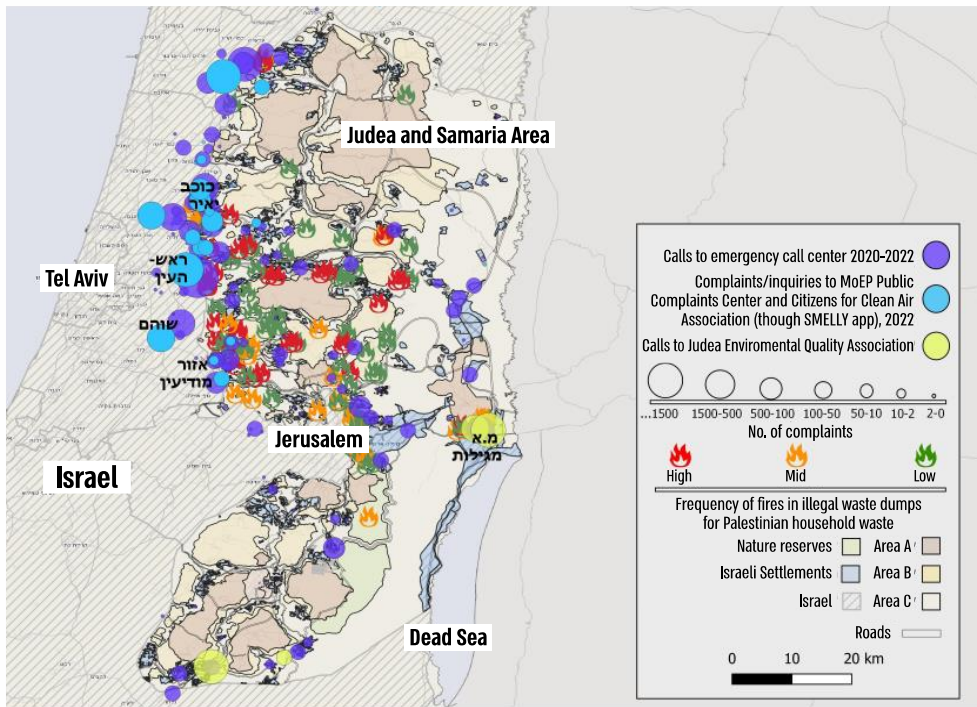 Judea and Samaria Area
כוכב
יאיר
Tel Aviv
ראש-
העין
שוהם
אזור
מודיעין
Jerusalem
מ.א
מגילות
Israel
Dead Sea
Calls to emergency call center 2020-2022
Complaints/inquiries to MoEP Public
Complaints Center and Citizens for Clean Air
Association (though SMELLY app), 2022
Calls to Judea Enviromental Quality Association
...1500 1500-500 500-100 100-50 50-10 10-2 2-0
No. of complaints
High Mid Low
Frequency of fires in illegal waste dumps
for Palestinian household waste
Nature reserves Area A
Israeli Settlements Area B
Israel Area C
Roads
0 10 20 km